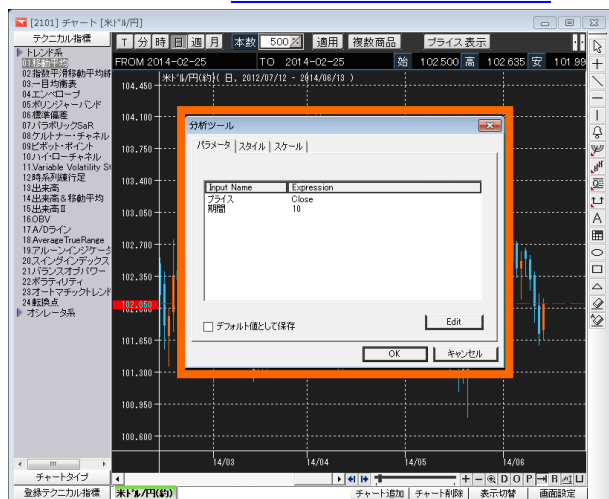 [2101] チャート [米ドル/円]
テクニカル指標
T 分 時 日 週 月 本数 500 適用 複数商品 プライス表示
FROM 2014-02-25 TO 2014-02-25 始 102.500 高 102.635 安 101.99
米ドル/円(約)( 日, 2012/07/12 - 2014/06/13 )
トレンド系
01移動平均
02指数平滑移動平均線
03一目均衡表
04エンベロープ
05ボリンジャーバンド
06標準偏差
07パラボリックSaR
08ケルトナー・チャネル
09ピボット・ポイント
10ハイ・ローチャネル
11.Variable Volatility St
12時系列練行足
13出来高
14出来高&移動平均
15出来高Ⅱ
16.OBV
17.A/Dライン
18.AverageTrueRange
19.アルーンインジケータ
20.スイングインデックス
21.バランスオブパワー
22ボラティリティ
23オートマチックトレンド
24転換点
オシレータ系
104.450
104.100
103.750
103.400
103.050
102.700
102.350
102.050
101.650
101.300
100.950
100.600
分析ツール
パラメータ スタイル スケール
Input Name Expression
プライス Close
期間 10
デフォルト値として保存
Edit
OK キャンセル
14/03 14/04 14/05 14/06
チャートタイプ
D O P R
登録テクニカル指標 米ドル/円(約) チャート追加 チャート削除 表示切替 画面設定